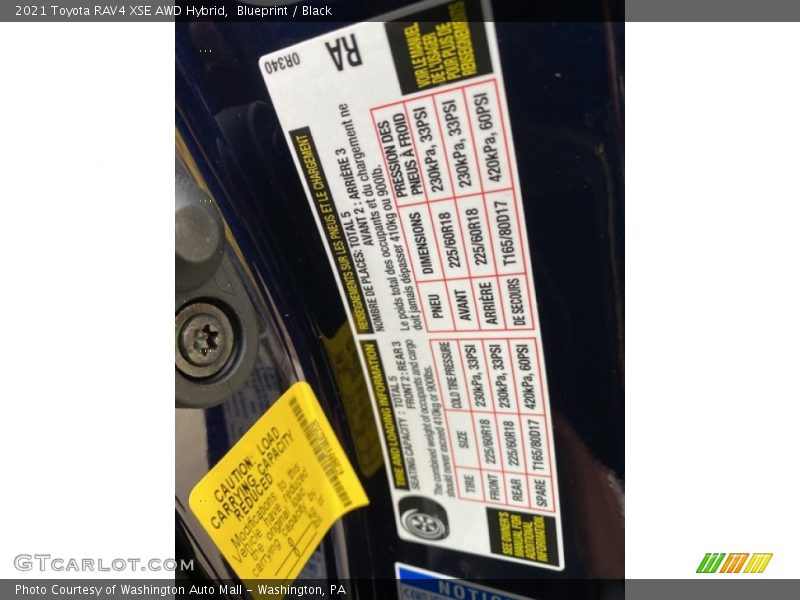 2021 Toyota RAV4 XSE AWD Hybrid, Blueprint / Black
TIRE AND LOADING INFORMATION
SEATING CAPACITY : TOTAL 5
FRONT 2 : REAR 3
The combined weight of occupants and cargo
should never exceed 410kg or 900lbs.
TIRE SIZE COLD TIRE PRESSURE
FRONT 225/60R18 230kPa, 33PSI
REAR 225/60R18 230kPa, 33PSI
SPARE T165/80D17 420kPa, 60PSI
SEE OWNER'S
MANUAL FOR
ADDITIONAL
INFORMATION
RENSEIGNEMENTS SUR LES PNEUS ET LE CHARGEMENT
NOMBRE DE PLACES: TOTAL 5
AVANT 2 : ARRIÈRE 3
Le poids total des occupants et du chargement ne
doit jamais dépasser 410kg ou 900lb.
PNEU DIMENSIONS PRESSION DES
PNEUS À FROID
AVANT 225/60R18 230kPa, 33PSI
ARRIÈRE 225/60R18 230kPa, 33PSI
DE SECOURS T165/80D17 420kPa, 60PSI
VOIR LE MANUEL
DE L'USAGER
POUR PLUS DE
RENSEIGNEMENTS
RA
0R340
CAUTION: LOAD
CARRYING CAPACITY
REDUCED
Modifications to this
vehicle have reduced
the original load
carrying capacity by
kg or
lbs
NOTICE
GTCarLot.com
Photo Courtesy of Washington Auto Mall - Washington, PA